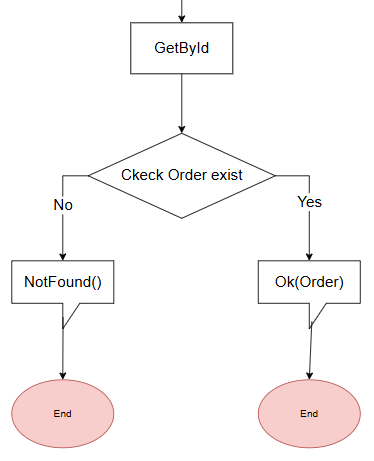 GetById
Ckeck Order exist
No
Yes
NotFound()
Ok(Order)
End
End